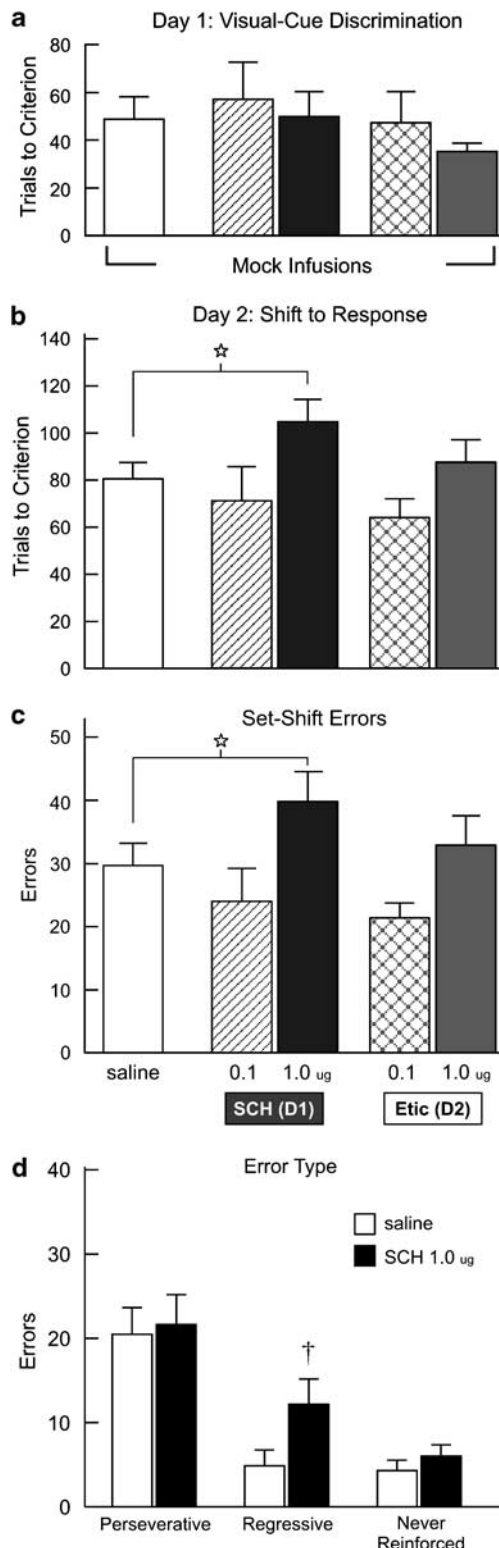 a Day 1: Visual-Cue Discrimination
Trials to Criterion
80
60
40
20
0
Mock Infusions
b Day 2: Shift to Response
Trials to Criterion
140
120
100
80
60
40
20
0
☆
c Set-Shift Errors
Errors
50
40
30
20
10
0
☆
saline 0.1 1.0 ug 0.1 1.0 ug
SCH (D1) Etic (D2)
d Error Type
Errors
40
30
20
10
0
saline
SCH 1.0 ug
†
Perseverative Regressive Never
Reinforced